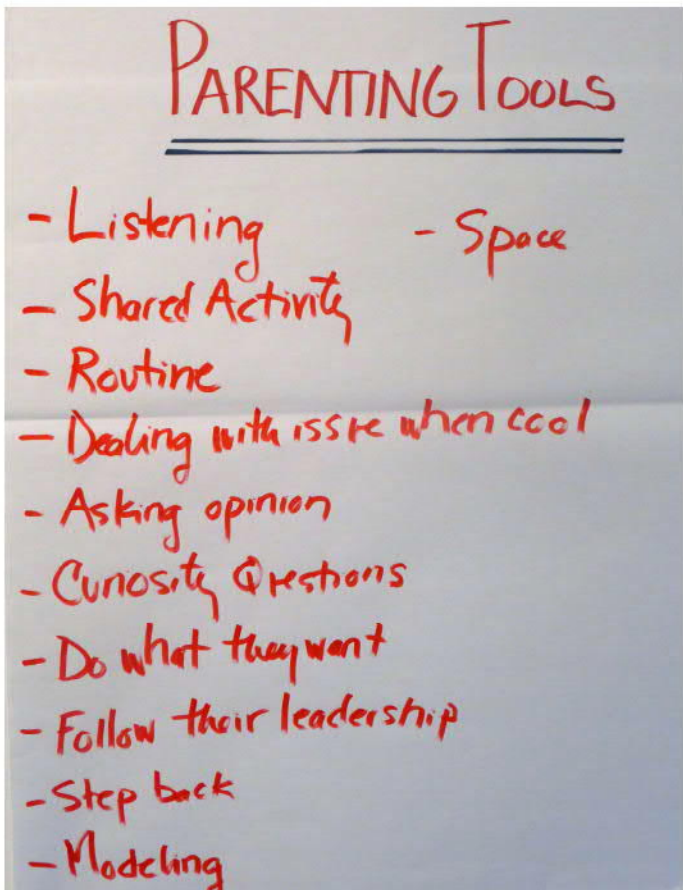 PARENTING TOOLS
- Listening
- Space
- Shared Activity
- Routine
- Dealing with issue when cool
- Asking opinion
- Curiosity Questions
- Do what they want
- Follow their leadership
- Step back
- Modeling